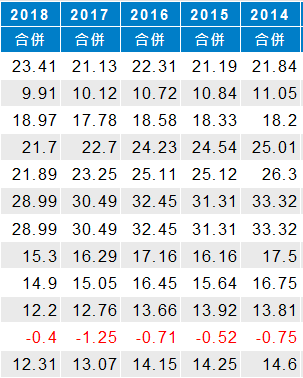 2018 2017 2016 2015 2014
合併 合併 合併 合併 合併
23.41 21.13 22.31 21.19 21.84
9.91 10.12 10.72 10.84 11.05
18.97 17.78 18.58 18.33 18.2
21.7 22.7 24.23 24.54 25.01
21.89 23.25 25.11 25.12 26.3
28.99 30.49 32.45 31.31 33.32
28.99 30.49 32.45 31.31 33.32
15.3 16.29 17.16 16.16 17.5
14.9 15.05 16.45 15.64 16.75
12.2 12.76 13.66 13.92 13.81
-0.4 -1.25 -0.71 -0.52 -0.75
12.31 13.07 14.15 14.25 14.6